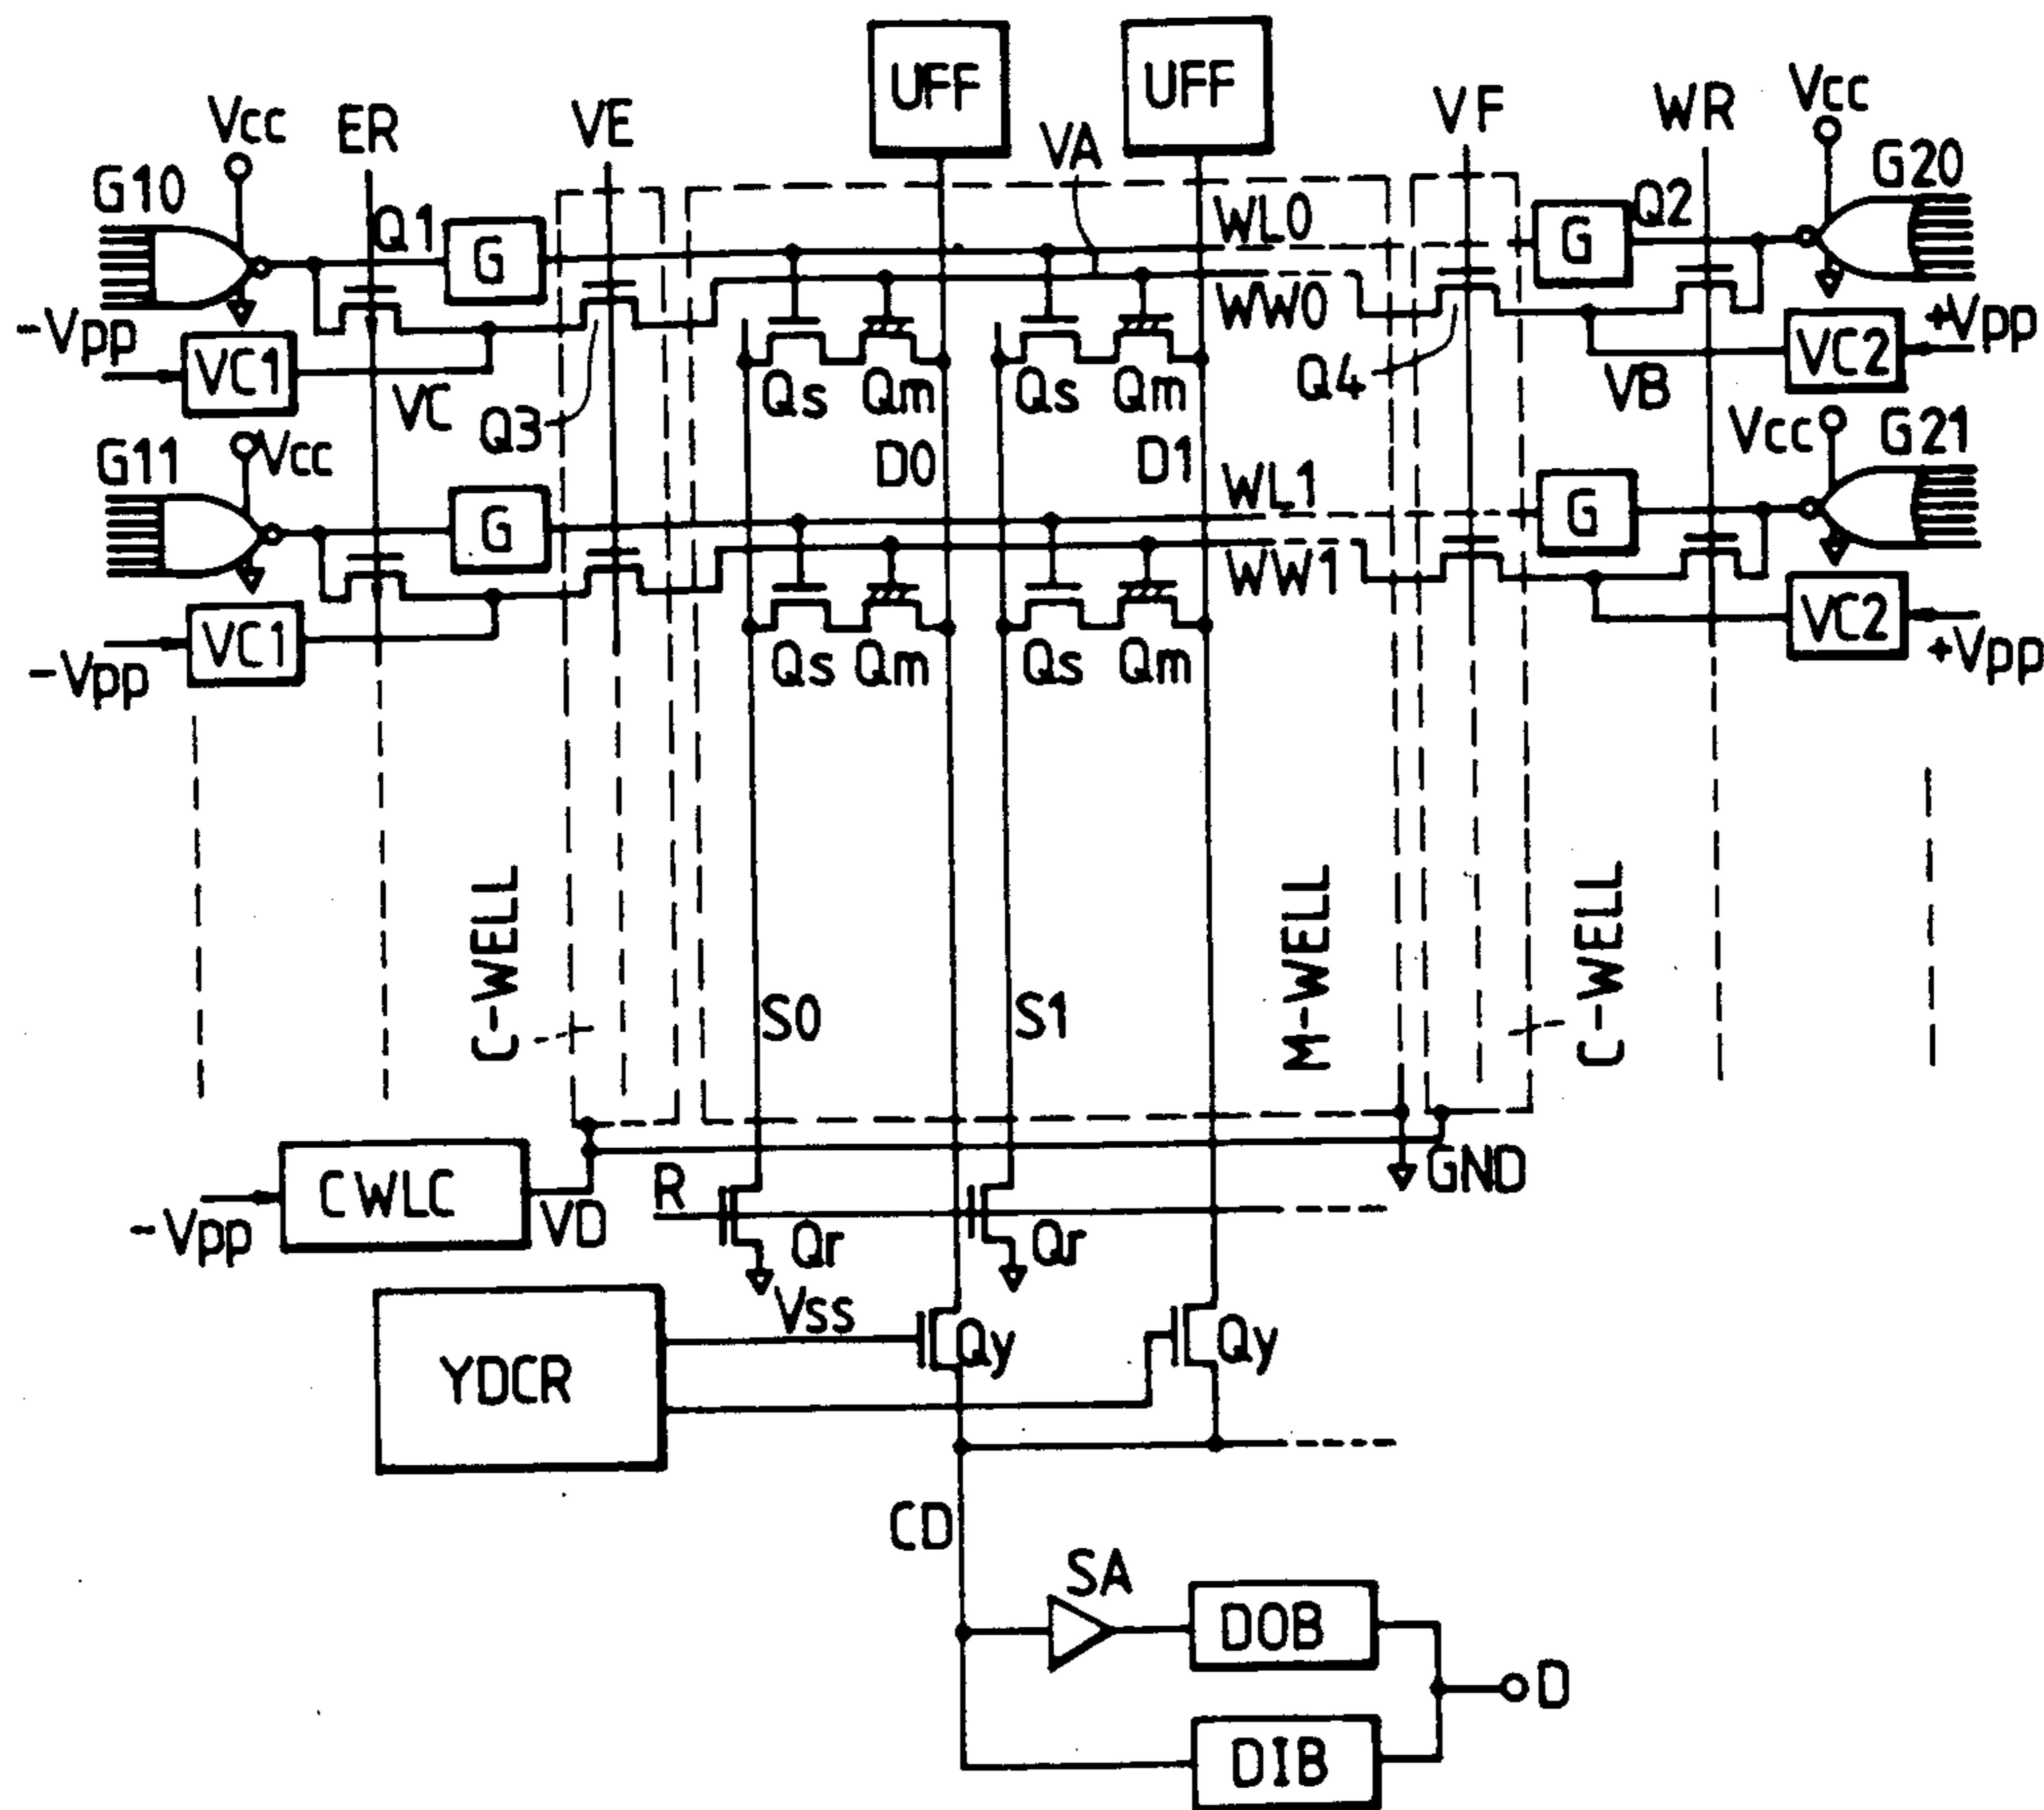 UFF UFF
Vcc ER VE VA VF WR Vcc
G10 Q1 G WL0 G Q2 G20
-Vpp VC1 VC Q3 Qs Qm Qs Qm WW0 Q4 VB VC2 +Vpp
G11 Vcc D0 D1 Vcc G21
G WL1 G
WW1
-Vpp VC1 Qs Qm Qs Qm VC2 +Vpp
C-WELL S0 S1 M-WELL C-WELL
-Vpp CWLC VD R Qr Qr GND
Vss
YDCR Qy Qy
CD
SA DOB
D
DIB